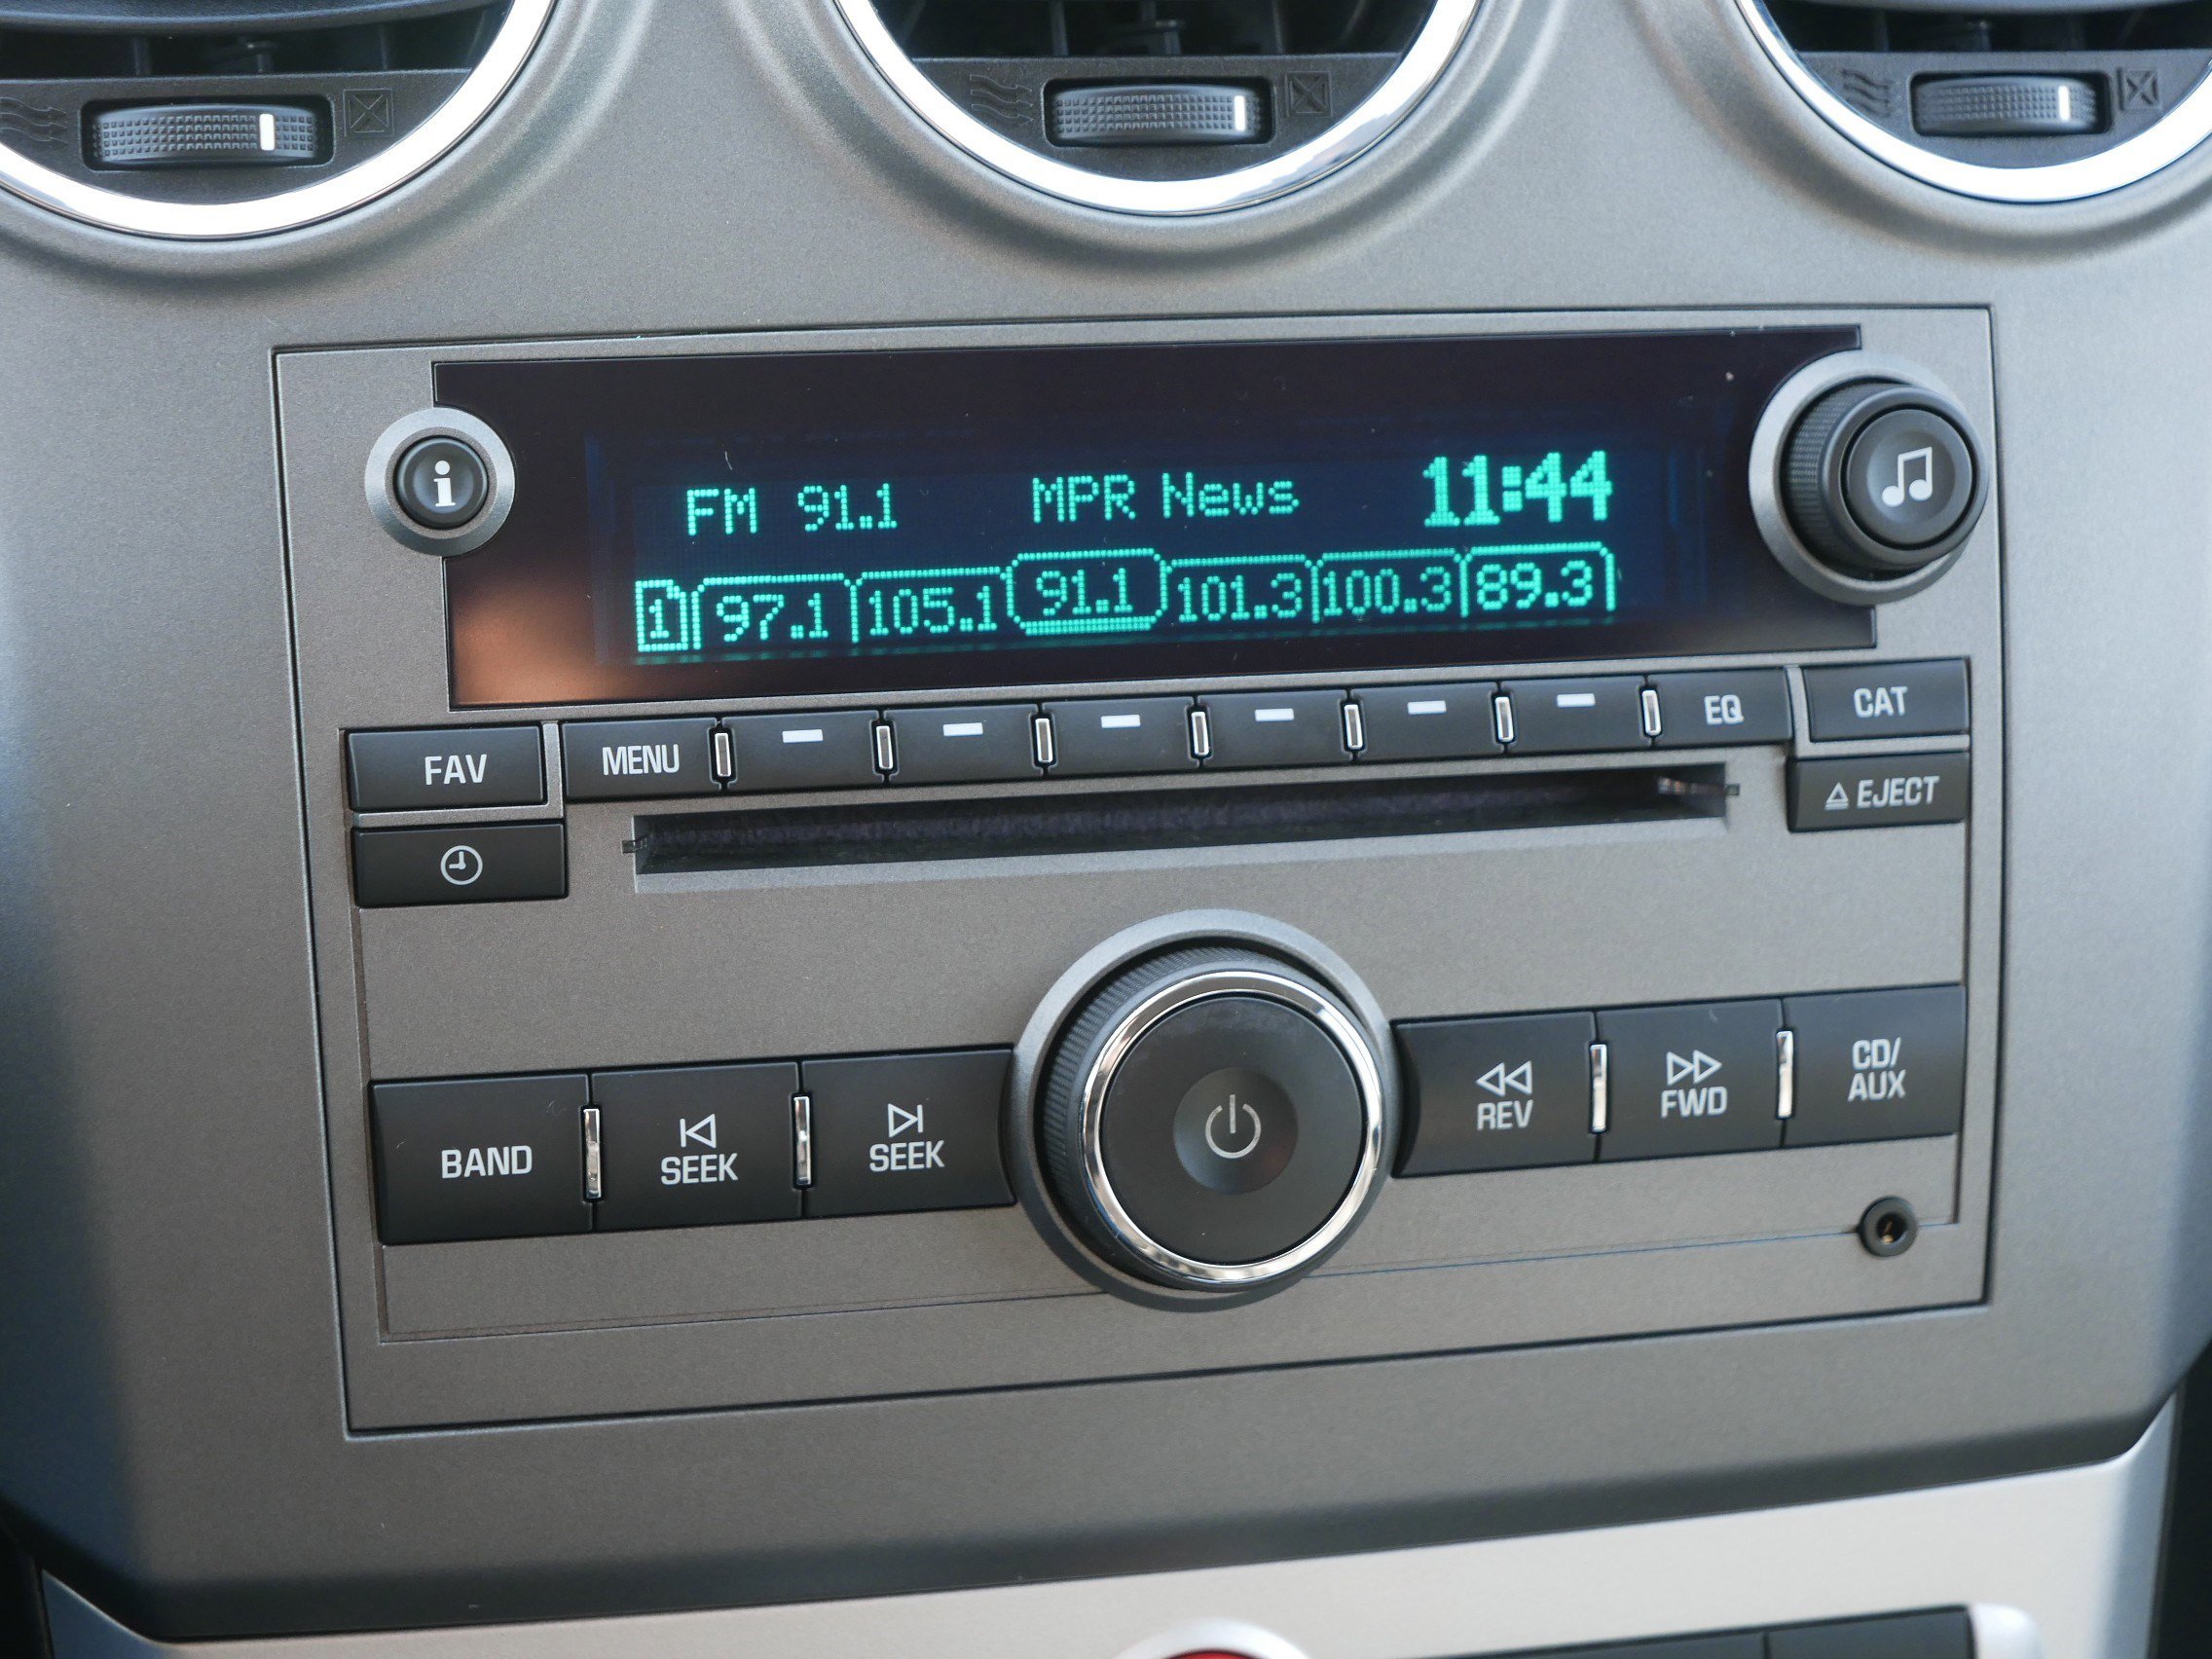 i
FM 91.1 MPR News 11:44
1 97.1 105.1 91.1 101.3 100.3 89.3
FAV MENU EQ CAT
EJECT
BAND SEEK SEEK REV FWD CD/
AUX